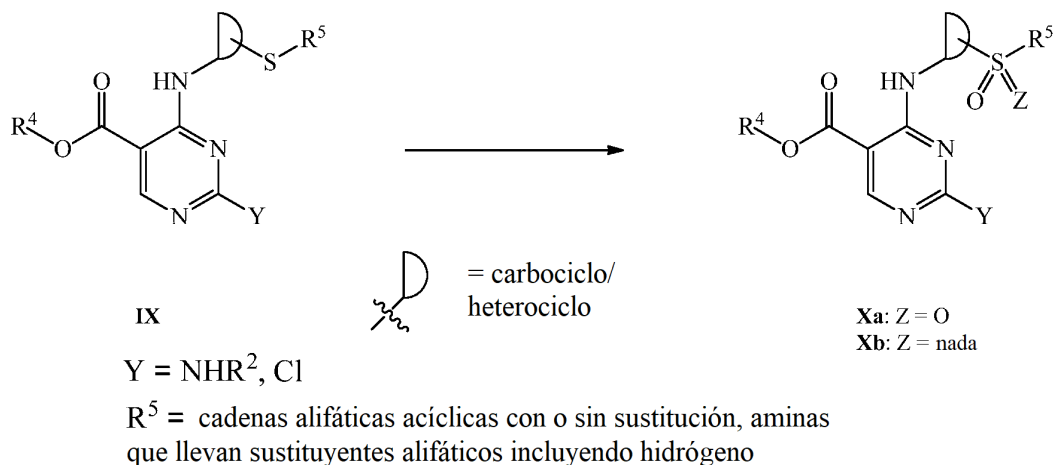 R⁵
S
HN
O
R⁴
O
N
N
Y
R⁵
S
O
Z
HN
O
R⁴
O
N
N
Y
= carbociclo/
heterociclo
IX
Xa: Z = O
Xb: Z = nada
Y = NHR², Cl
R⁵ = cadenas alifáticas acíclicas con o sin sustitución, aminas
que llevan sustituyentes alifáticos incluyendo hidrógeno